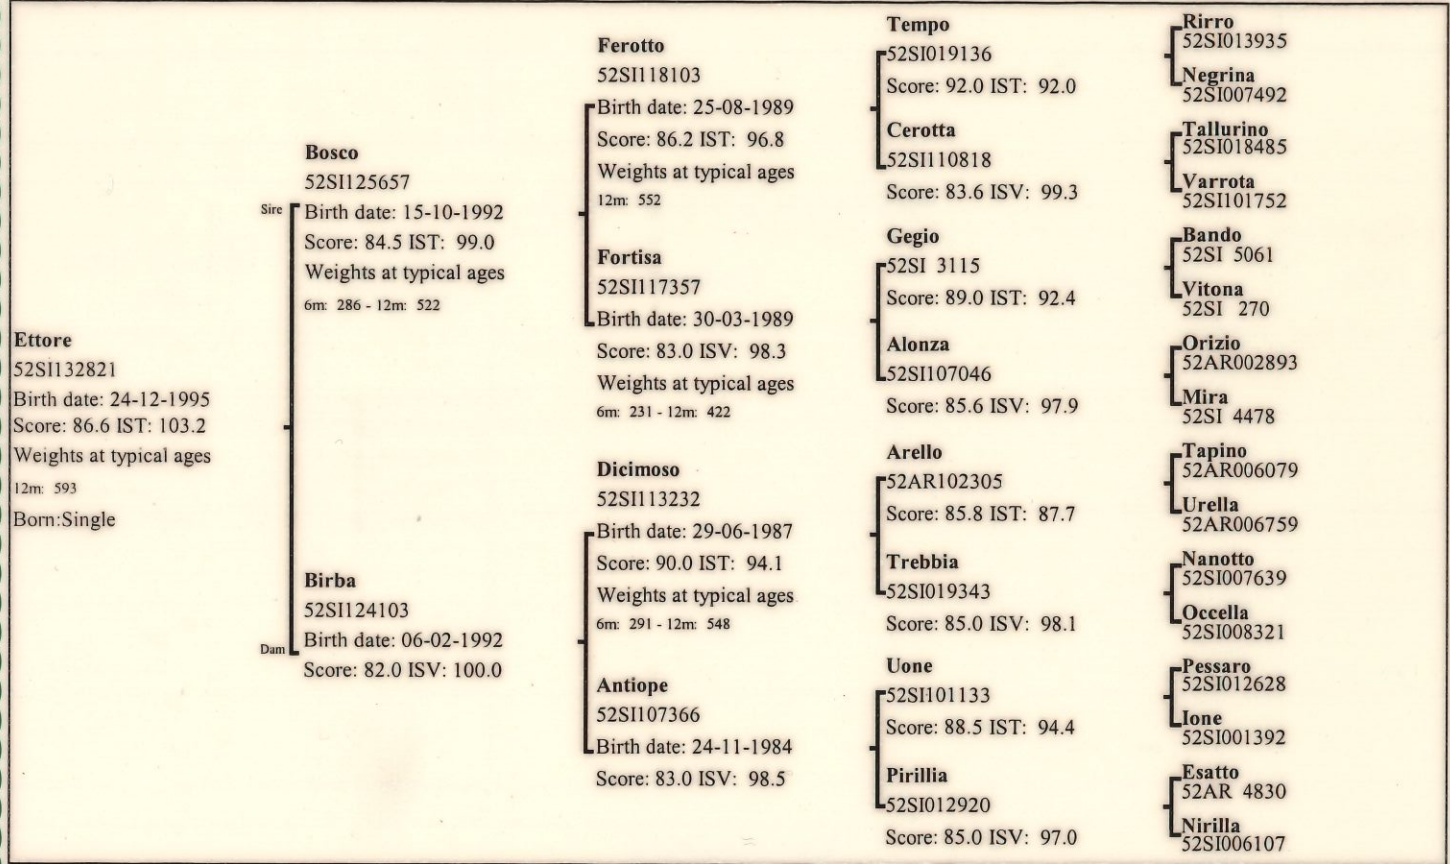 Ettore
52SI132821
Birth date: 24-12-1995
Score: 86.6 IST: 103.2
Weights at typical ages
12m: 593
Born:Single
Sire
Bosco
52SI125657
Birth date: 15-10-1992
Score: 84.5 IST: 99.0
Weights at typical ages
6m: 286 - 12m: 522
Dam
Birba
52SI124103
Birth date: 06-02-1992
Score: 82.0 ISV: 100.0
Ferotto
52SI118103
Birth date: 25-08-1989
Score: 86.2 IST: 96.8
Weights at typical ages
12m: 552
Fortisa
52SI117357
Birth date: 30-03-1989
Score: 83.0 ISV: 98.3
Weights at typical ages
6m: 231 - 12m: 422
Dicimoso
52SI113232
Birth date: 29-06-1987
Score: 90.0 IST: 94.1
Weights at typical ages
6m: 291 - 12m: 548
Antiope
52SI107366
Birth date: 24-11-1984
Score: 83.0 ISV: 98.5
Tempo
52SI019136
Score: 92.0 IST: 92.0
Cerotta
52SI110818
Score: 83.6 ISV: 99.3
Gegio
52SI 3115
Score: 89.0 IST: 92.4
Alonza
52SI107046
Score: 85.6 ISV: 97.9
Arello
52AR102305
Score: 85.8 IST: 87.7
Trebbia
52SI019343
Score: 85.0 ISV: 98.1
Uone
52SI101133
Score: 88.5 IST: 94.4
Pirillia
52SI012920
Score: 85.0 ISV: 97.0
Rirro
52SI013935
Negrina
52SI007492
Tallurino
52SI018485
Varrota
52SI101752
Bando
52SI 5061
Vitona
52SI 270
Orizio
52AR002893
Mira
52SI 4478
Tapino
52AR006079
Urella
52AR006759
Nanotto
52SI007639
Occella
52SI008321
Pessaro
52SI012628
Ione
52SI001392
Esatto
52AR 4830
Nirilla
52SI006107